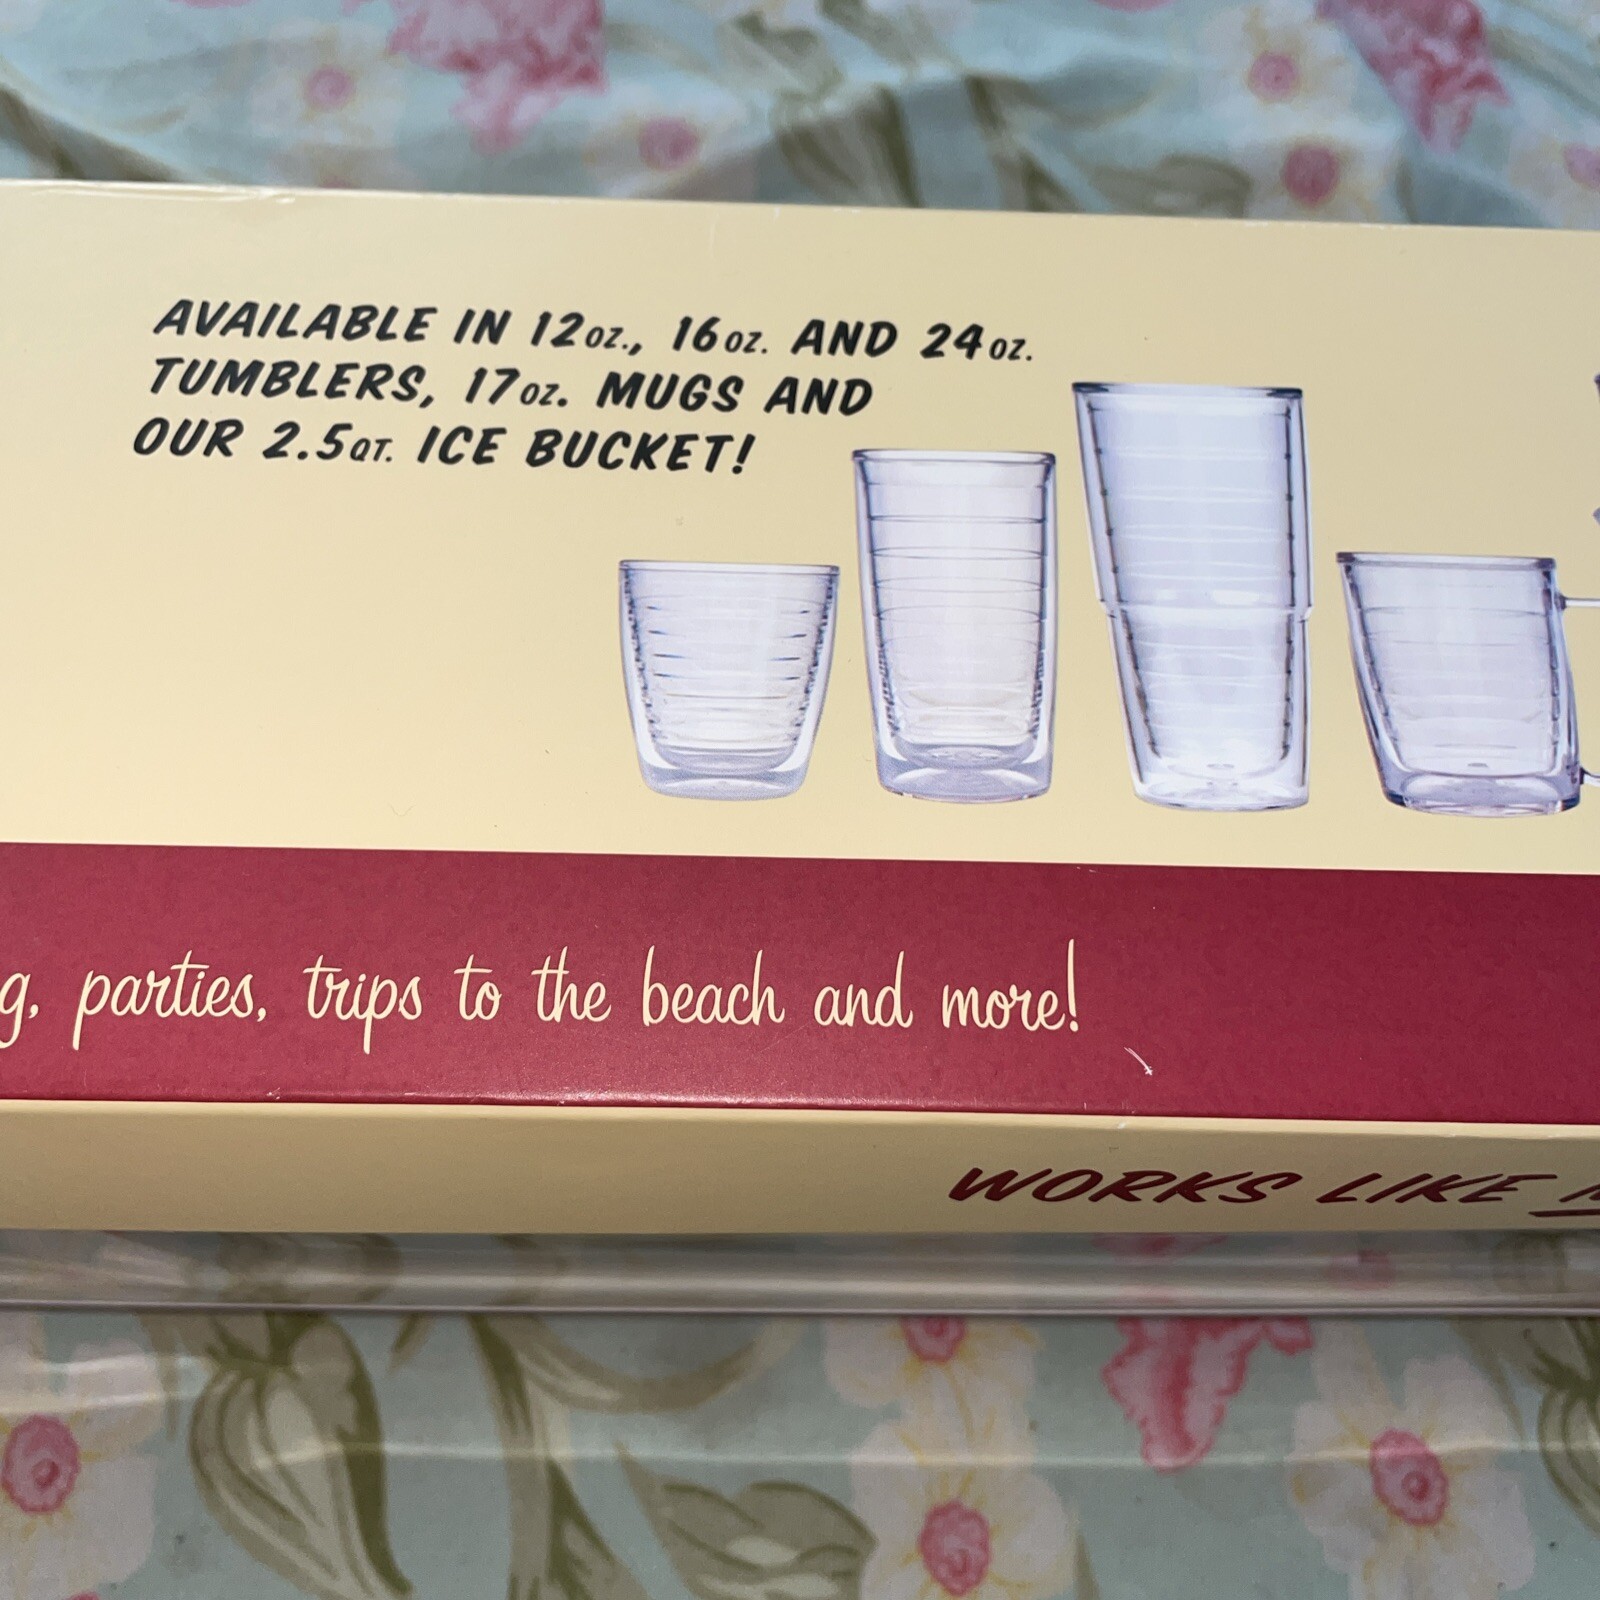 AVAILABLE IN 12OZ., 16OZ. AND 24OZ.
TUMBLERS, 17OZ. MUGS AND
OUR 2.5QT. ICE BUCKET!
parties, trips to the beach and more!
WORKS LIKE